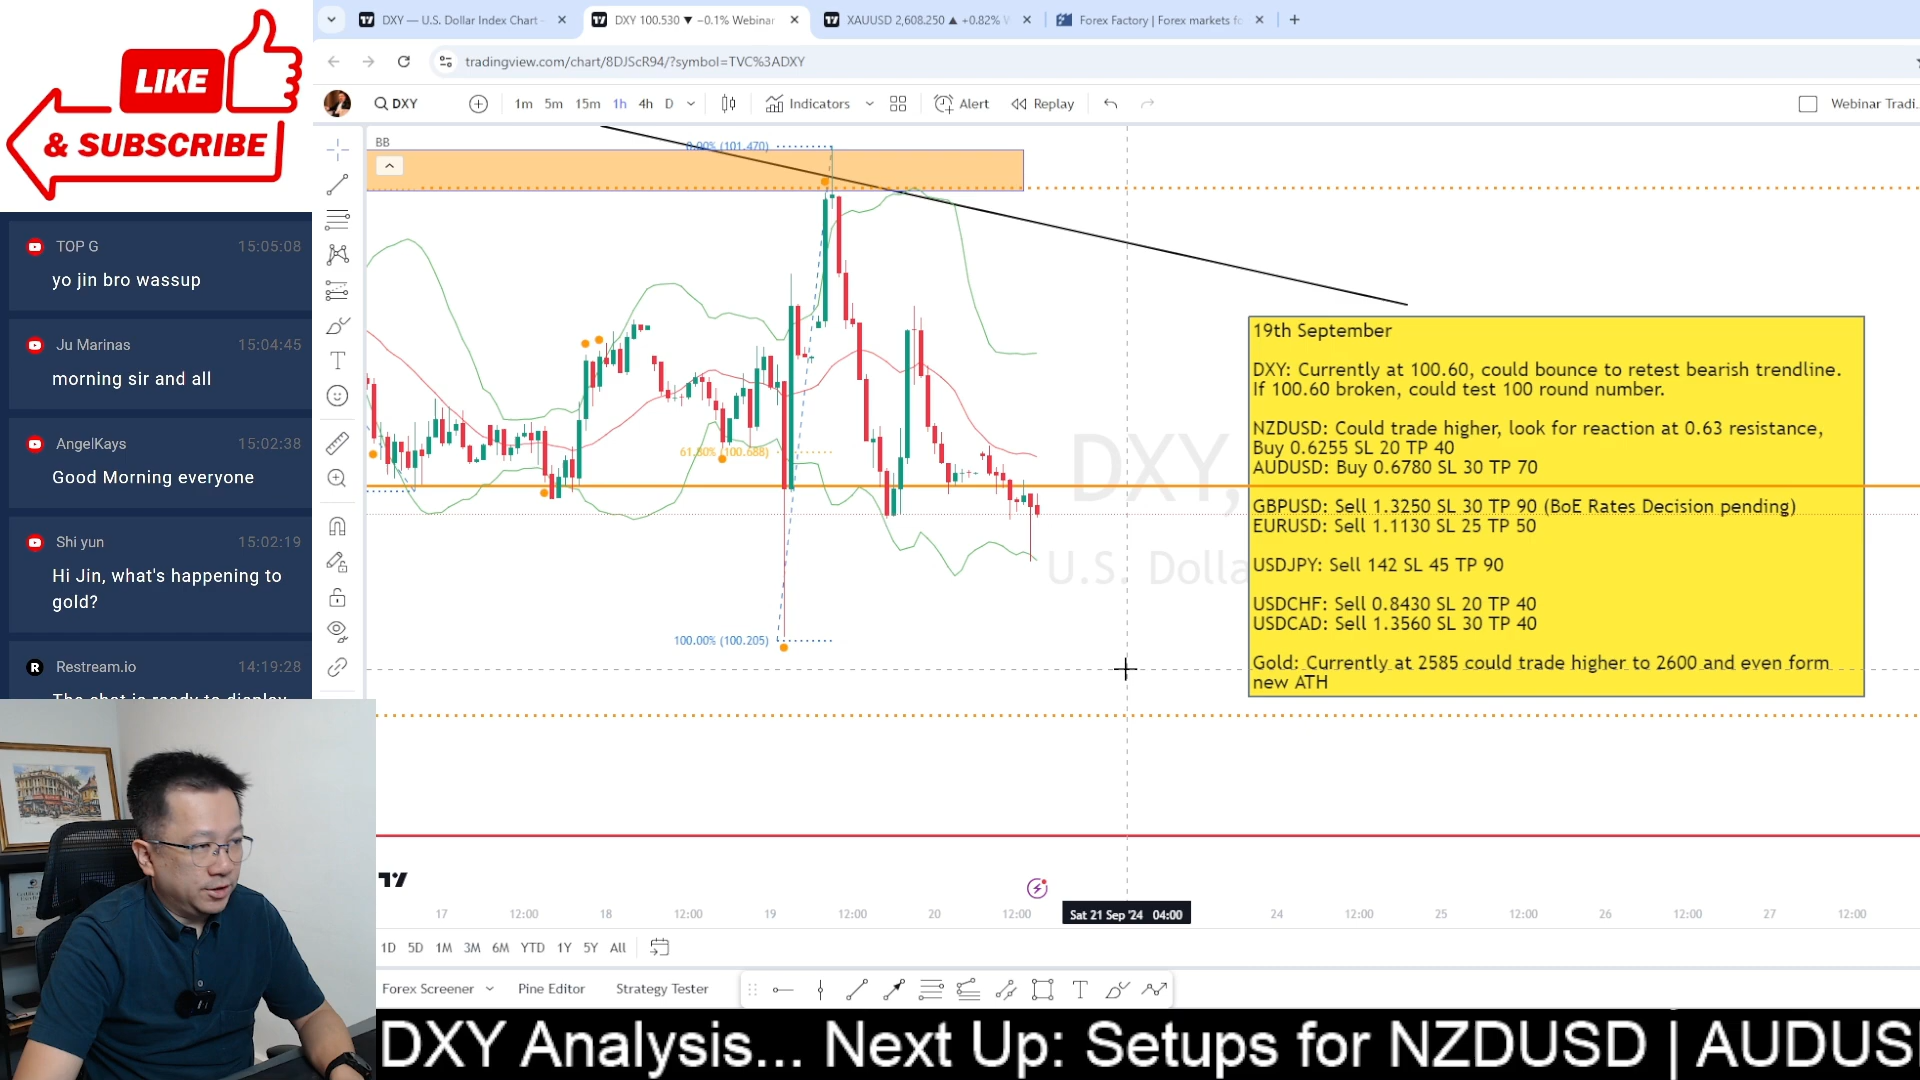 LIKE
& SUBSCRIBE
TOP G 15:05:08
yo jin bro wassup
Ju Marinas 15:04:45
morning sir and all
AngelKays 15:02:38
Good Morning everyone
Shi yun 15:02:19
Hi Jin, what's happening to
gold?
Restream.io 14:19:28
DXY — U.S. Dollar Index Chart
DXY 100.530 ▼ −0.1% Webinar
XAUUSD 2,608.250 ▲ +0.82%
Forex Factory | Forex markets fo
tradingview.com/chart/8DJScR94/?symbol=TVC%3ADXY
DXY 1m 5m 15m 1h 4h D Indicators Alert Replay Webinar Tradi...
BB
0.00% (101.470)
61.80% (100.688)
100.00% (100.205)
DXY,
U.S. Dolla
19th September
DXY: Currently at 100.60, could bounce to retest bearish trendline.
If 100.60 broken, could test 100 round number.
NZDUSD: Could trade higher, look for reaction at 0.63 resistance,
Buy 0.6255 SL 20 TP 40
AUDUSD: Buy 0.6780 SL 30 TP 70
GBPUSD: Sell 1.3250 SL 30 TP 90 (BoE Rates Decision pending)
EURUSD: Sell 1.1130 SL 25 TP 50
USDJPY: Sell 142 SL 45 TP 90
USDCHF: Sell 0.8430 SL 20 TP 40
USDCAD: Sell 1.3560 SL 30 TP 40
Gold: Currently at 2585 could trade higher to 2600 and even form
new ATH
17 12:00 18 12:00 19 12:00 20 12:00 Sat 21 Sep '24 04:00 24 12:00 25 12:00 26 12:00 27 12:00
1D 5D 1M 3M 6M YTD 1Y 5Y All
Forex Screener Pine Editor Strategy Tester
DXY Analysis... Next Up: Setups for NZDUSD | AUDUS